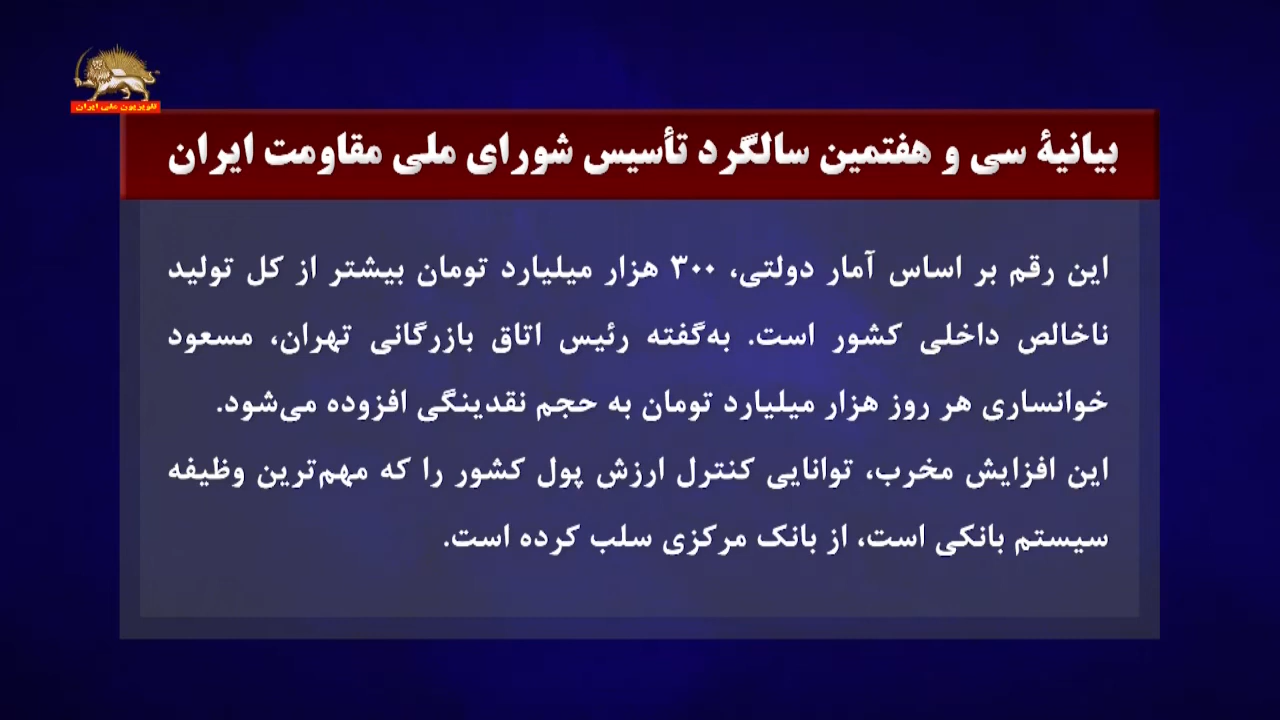 تلویزیون ملی ایران
بیانیهٔ سی و هفتمین سالگرد تأسیس شورای ملی مقاومت ایران
این رقم بر اساس آمار دولتی، ۳۰۰ هزار میلیارد تومان بیشتر از کل تولید
ناخالص داخلی کشور است. به‌گفته رئیس اتاق بازرگانی تهران، مسعود
خوانساری هر روز هزار میلیارد تومان به حجم نقدینگی افزوده می‌شود.
این افزایش مخرب، توانایی کنترل ارزش پول کشور را که مهم‌ترین وظیفه
سیستم بانکی است، از بانک مرکزی سلب کرده است.